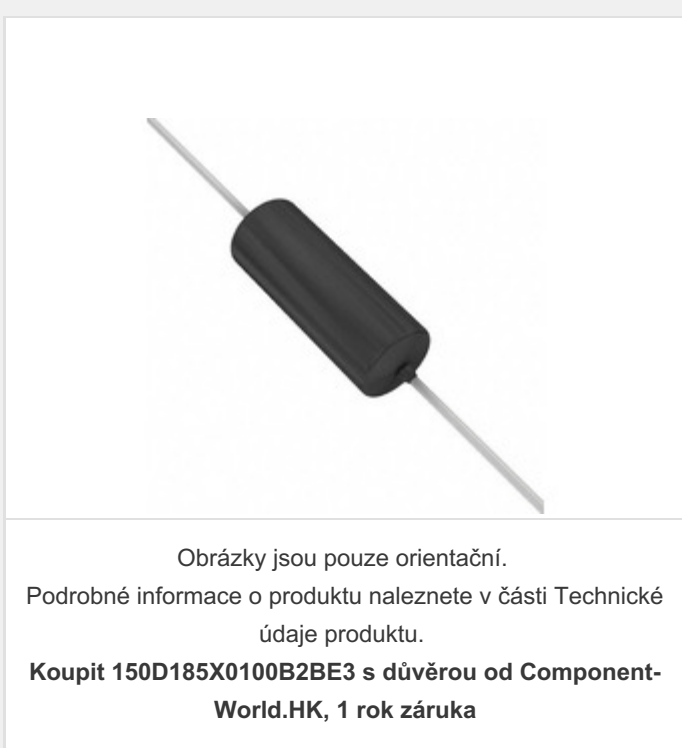 Obrázky jsou pouze orientační.
Podrobné informace o produktu naleznete v části Technické
údaje produktu.
Koupit 150D185X0100B2BE3 s důvěrou od Component-
World.HK, 1 rok záruka